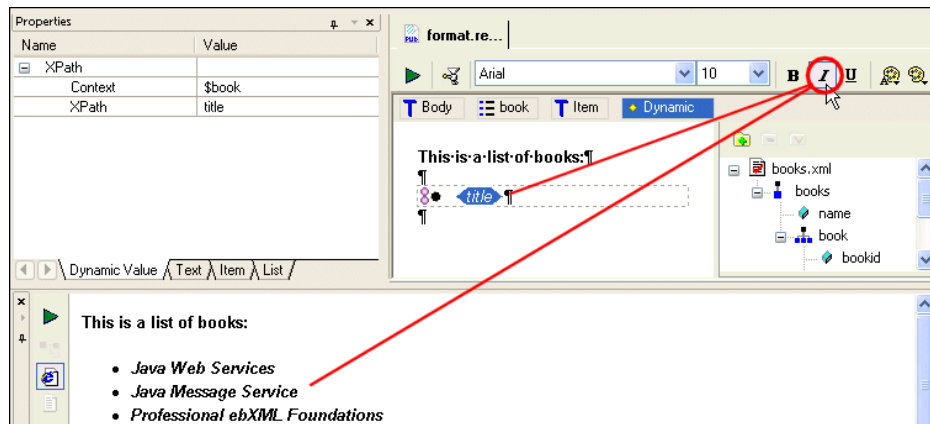 Properties
Name Value
XPath
Context $book
XPath title
Dynamic Value Text Item List
format.re...
Arial 10 B I U
Body book Item Dynamic
This·is·a·list·of·books:¶
¶
title ¶
¶
books.xml
books
name
book
bookid
This is a list of books:
• Java Web Services
• Java Message Service
• Professional ebXML Foundations